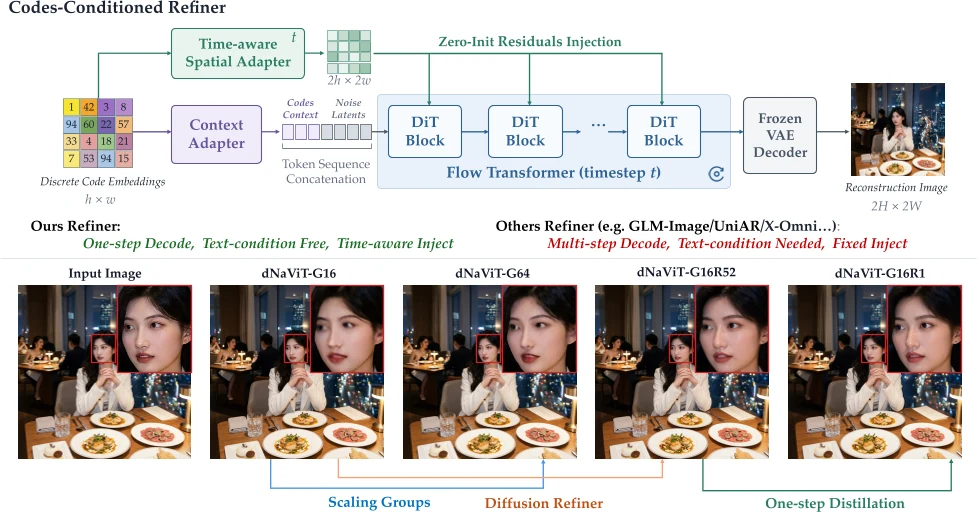 Codes-Conditioned Refiner
Time-aware
Spatial Adapter
t
2h × 2w
Zero-Init Residuals Injection
1 42 3 8
94 60 22 57
33 4 18 21
7 53 94 15
Discrete Code Embeddings
h × w
Context
Adapter
Codes
Context
Noise
Latents
Token Sequence
Concatenation
DiT
Block
DiT
Block
...
DiT
Block
Flow Transformer (timestep t)
Frozen
VAE
Decoder
Reconstruction Image
2H × 2W
Ours Refiner:
One-step Decode, Text-condition Free, Time-aware Inject
Others Refiner (e.g. GLM-Image/UniAR/X-Omni…):
Multi-step Decode, Text-condition Needed, Fixed Inject
Input Image
dNaViT-G16
dNaViT-G64
dNaViT-G16R52
dNaViT-G16R1
Scaling Groups
Diffusion Refiner
One-step Distillation